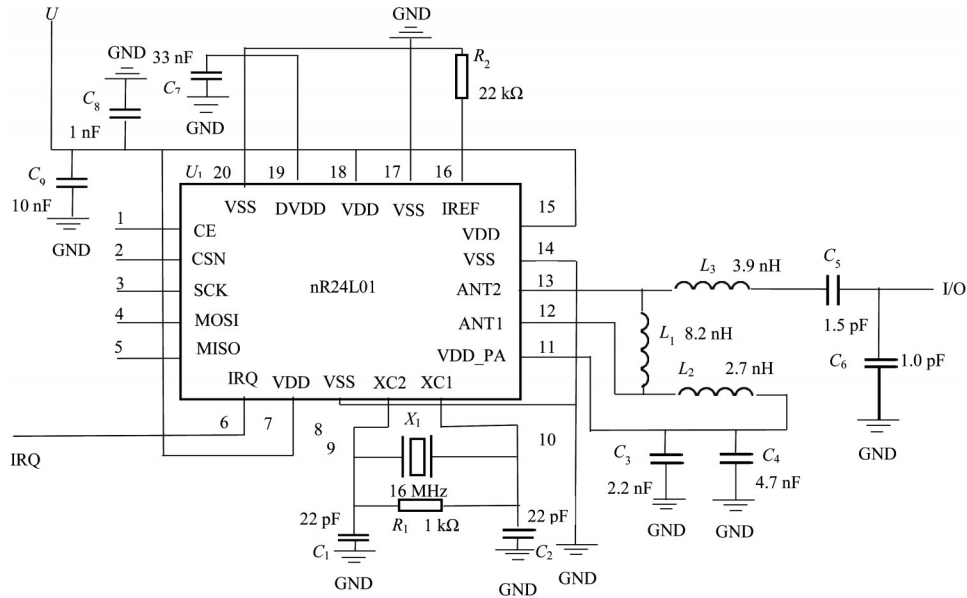 U
GND
GND
33 nF
R2
C7
22 kΩ
C8
GND
1 nF
U1 20 19 18 17 16
C9
10 nF
GND
VSS DVDD VDD VSS IREF
15
VDD
1
CE
14
VSS
2
CSN
nR24L01
13
ANT2
L3 3.9 nH
C5
I/O
3
SCK
12
ANT1
1.5 pF
4
MOSI
L1 8.2 nH
5
MISO
11
VDD_PA
L2 2.7 nH
C6
1.0 pF
IRQ VDD VSS XC2 XC1
6 7 8 9
X1
10
IRQ
GND
C3
C4
16 MHz
2.2 nF
4.7 nF
22 pF
R1 1 kΩ
22 pF
GND
GND
C1
C2
GND
GND
GND